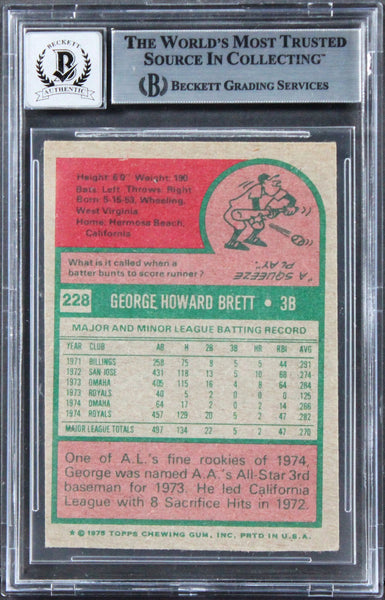 BECKETT
B
AUTHENTIC
THE WORLD'S MOST TRUSTED
SOURCE IN COLLECTING™
B BECKETT GRADING SERVICES
Height: 6'0" Weight: 190
Bats: Left Throws: Right
Born: 5-15-53, Wheeling,
West Virginia
Home: Hermosa Beach,
California
What is it called when a
batter bunts to score runner?
"A SQUEEZE
PLAY."
228 GEORGE HOWARD BRETT • 3B
MAJOR AND MINOR LEAGUE BATTING RECORD
YEAR CLUB AB H 2B 3B HR RBI AVG
1971 BILLINGS 258 75 8 5 5 44 .291
1972 SAN JOSE 431 118 13 5 10 68 .274
1973 OMAHA 405 115 16 4 8 64 .284
1973 ROYALS 40 5 2 0 0 0 .125
1974 OMAHA 64 17 2 0 2 14 .266
1974 ROYALS 457 129 20 5 2 47 .282
MAJOR LEAGUE TOTALS 497 134 22 5 2 47 .270
One of A.L.'s fine rookies of 1974,
George was named A.A.'s All-Star 3rd
baseman for 1973. He led California
League with 8 Sacrifice Hits in 1972.
★ © 1975 TOPPS CHEWING GUM, INC. PRTD. IN U.S.A.